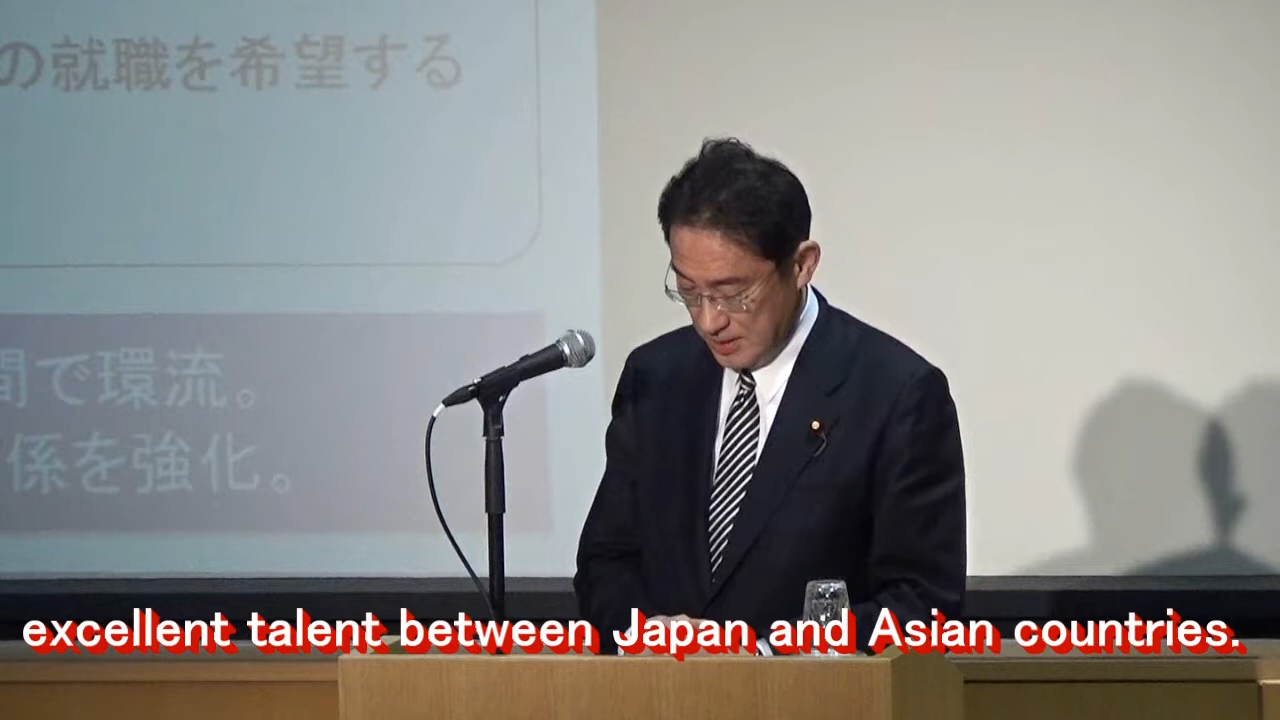 の就職を希望する
間で環流。
係を強化。
excellent talent between Japan and Asian countries.